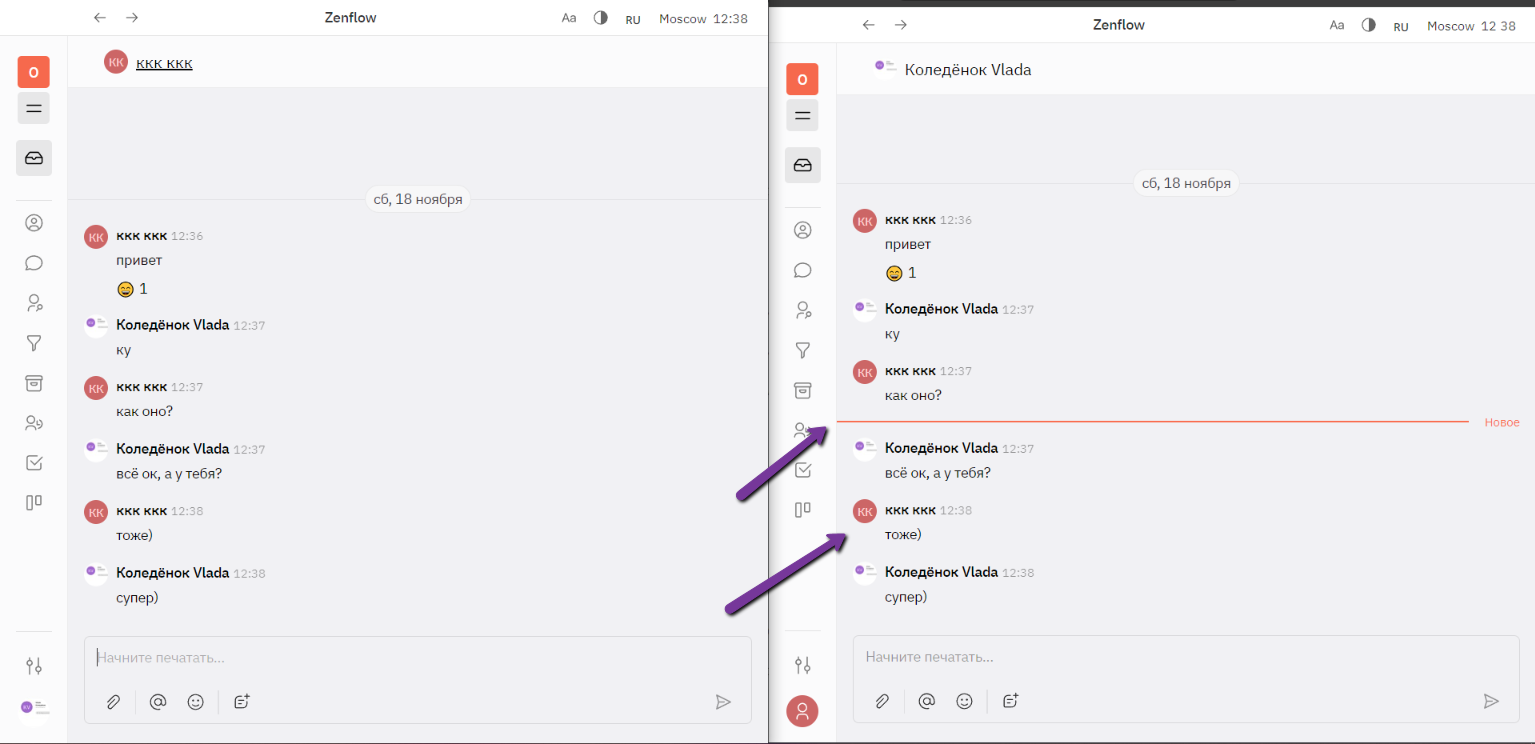 Zenflow
Aa
RU
Moscow 12:38
O
КК
ккк ккк
сб, 18 ноября
КК
ккк ккк 12:36
привет
1
Коледёнок Vlada 12:37
ку
КК
ккк ккк 12:37
как оно?
Коледёнок Vlada 12:37
всё ок, а у тебя?
КК
ккк ккк 12:38
тоже)
Коледёнок Vlada 12:38
супер)
Начните печатать...
Zenflow
Aa
RU
Moscow 12 38
O
Коледёнок Vlada
сб, 18 ноября
КК
ккк ккк 12:36
привет
1
Коледёнок Vlada 12:37
ку
КК
ккк ккк 12:37
как оно?
Новое
Коледёнок Vlada 12:37
всё ок, а у тебя?
КК
ккк ккк 12:38
тоже)
Коледёнок Vlada 12:38
супер)
Начните печатать...